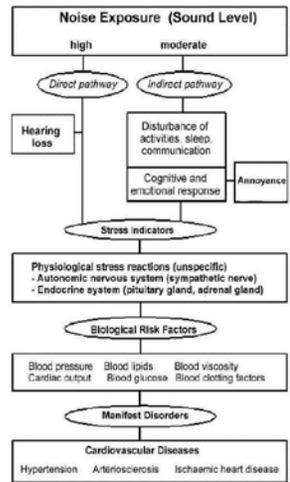 Noise Exposure (Sound Level)
high moderate
Direct pathway Indirect pathway
Hearing
loss
Disturbance of
activities, sleep,
communication
Cognitive and
emotional response
Annoyance
Stress Indicators
Physiological stress reactions (unspecific)
- Autonomic nervous system (sympathetic nerve)
- Endocrine system (pituitary gland, adrenal gland)
Biological Risk Factors
Blood pressure Blood lipids Blood viscosity
Cardiac output Blood glucose Blood clotting factors
Manifest Disorders
Cardiovascular Diseases
Hypertension Arteriosclerosis Ischaemic heart disease